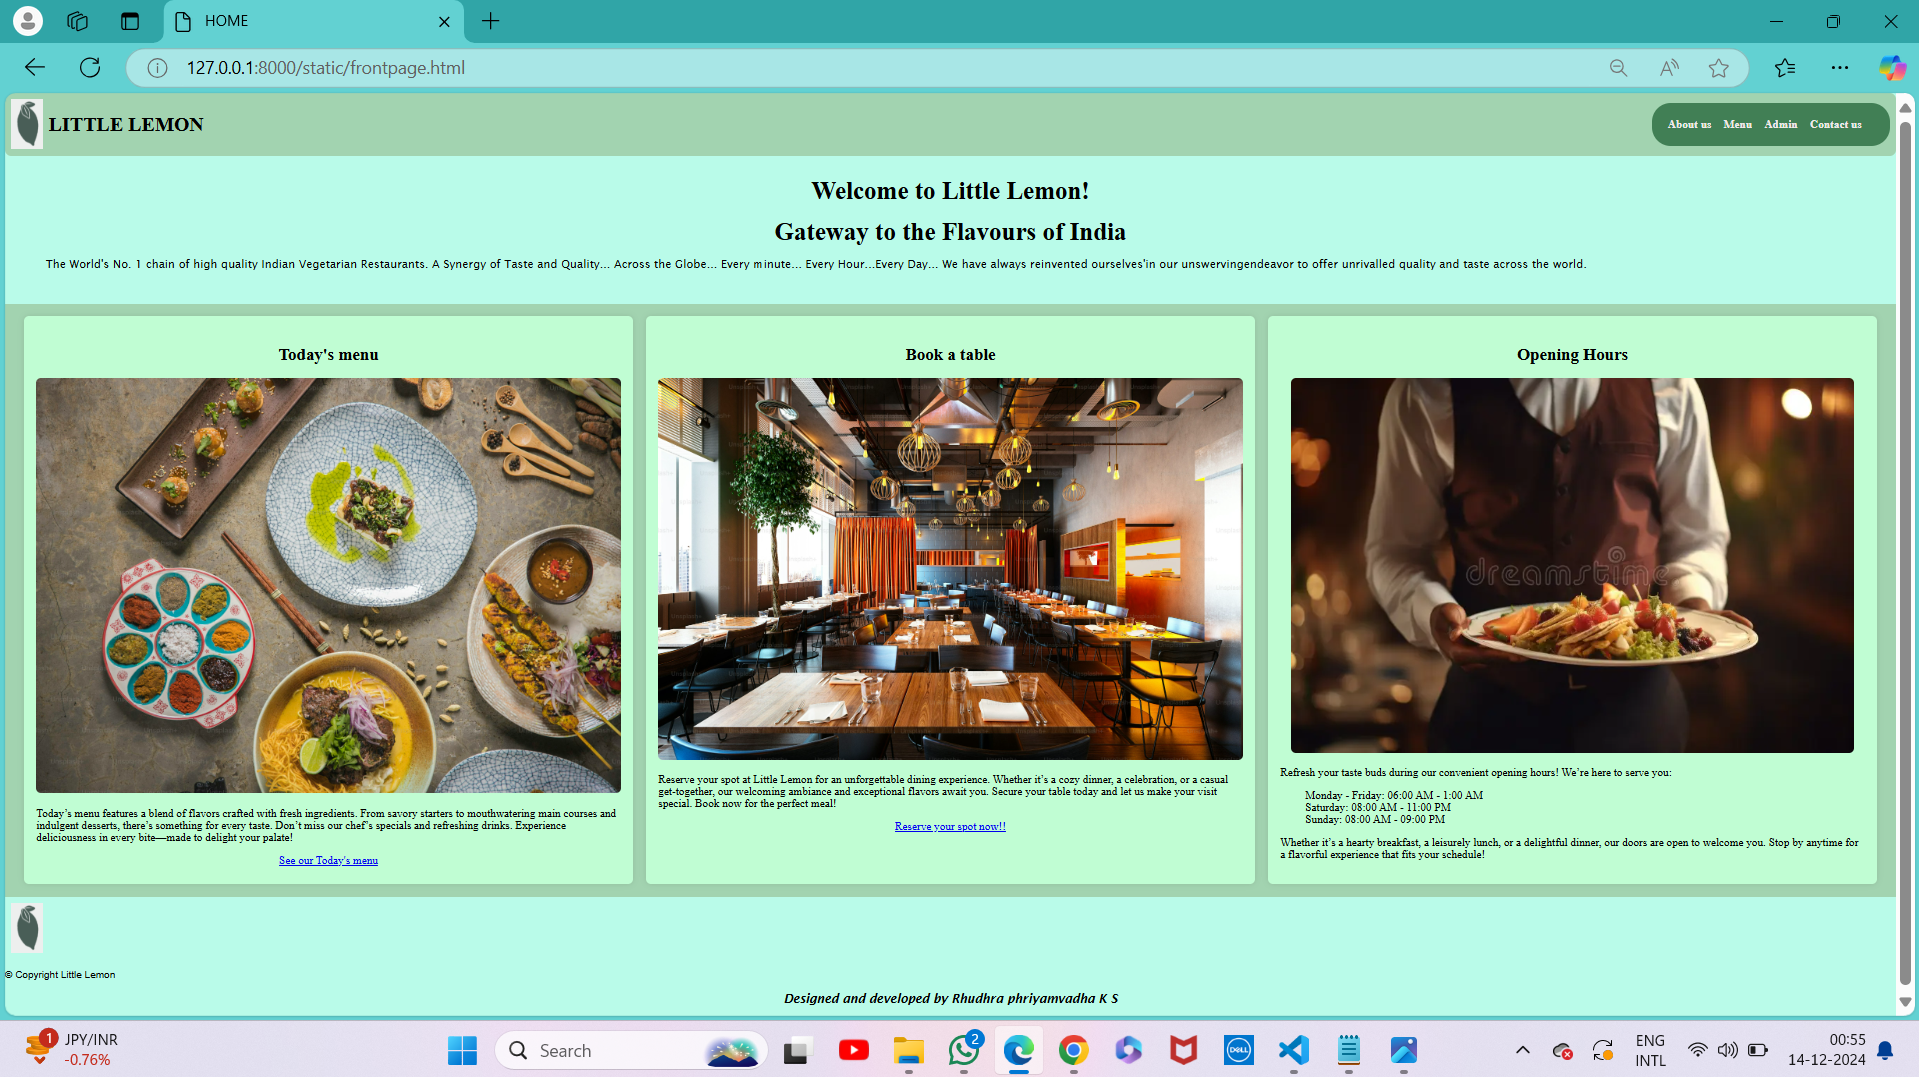 HOME
127.0.0.1:8000/static/frontpage.html
LITTLE LEMON
About us Menu Admin Contact us
Welcome to Little Lemon!
Gateway to the Flavours of India
The World's No. 1 chain of high quality Indian Vegetarian Restaurants. A Synergy of Taste and Quality... Across the Globe... Every minute... Every Hour...Every Day... We have always reinvented ourselves'in our unswervingendeavor to offer unrivalled quality and taste across the world.
Today's menu
Today’s menu features a blend of flavors crafted with fresh ingredients. From savory starters to mouthwatering main courses and
indulgent desserts, there’s something for every taste. Don’t miss our chef’s specials and refreshing drinks. Experience
deliciousness in every bite—made to delight your palate!
See our Today's menu
Book a table
Reserve your spot at Little Lemon for an unforgettable dining experience. Whether it’s a cozy dinner, a celebration, or a casual
get-together, our welcoming ambiance and exceptional flavors await you. Secure your table today and let us make your visit
special. Book now for the perfect meal!
Reserve your spot now!!
Opening Hours
dreamstime
Refresh your taste buds during our convenient opening hours! We’re here to serve you:
Monday - Friday: 06:00 AM - 1:00 AM
Saturday: 08:00 AM - 11:00 PM
Sunday: 08:00 AM - 09:00 PM
Whether it’s a hearty breakfast, a leisurely lunch, or a delightful dinner, our doors are open to welcome you. Stop by anytime for
a flavorful experience that fits your schedule!
© Copyright Little Lemon
Designed and developed by Rhudhra phriyamvadha K S
1
JPY/INR
-0.76%
Search
2
DELL
ENG
INTL
00:55
14-12-2024